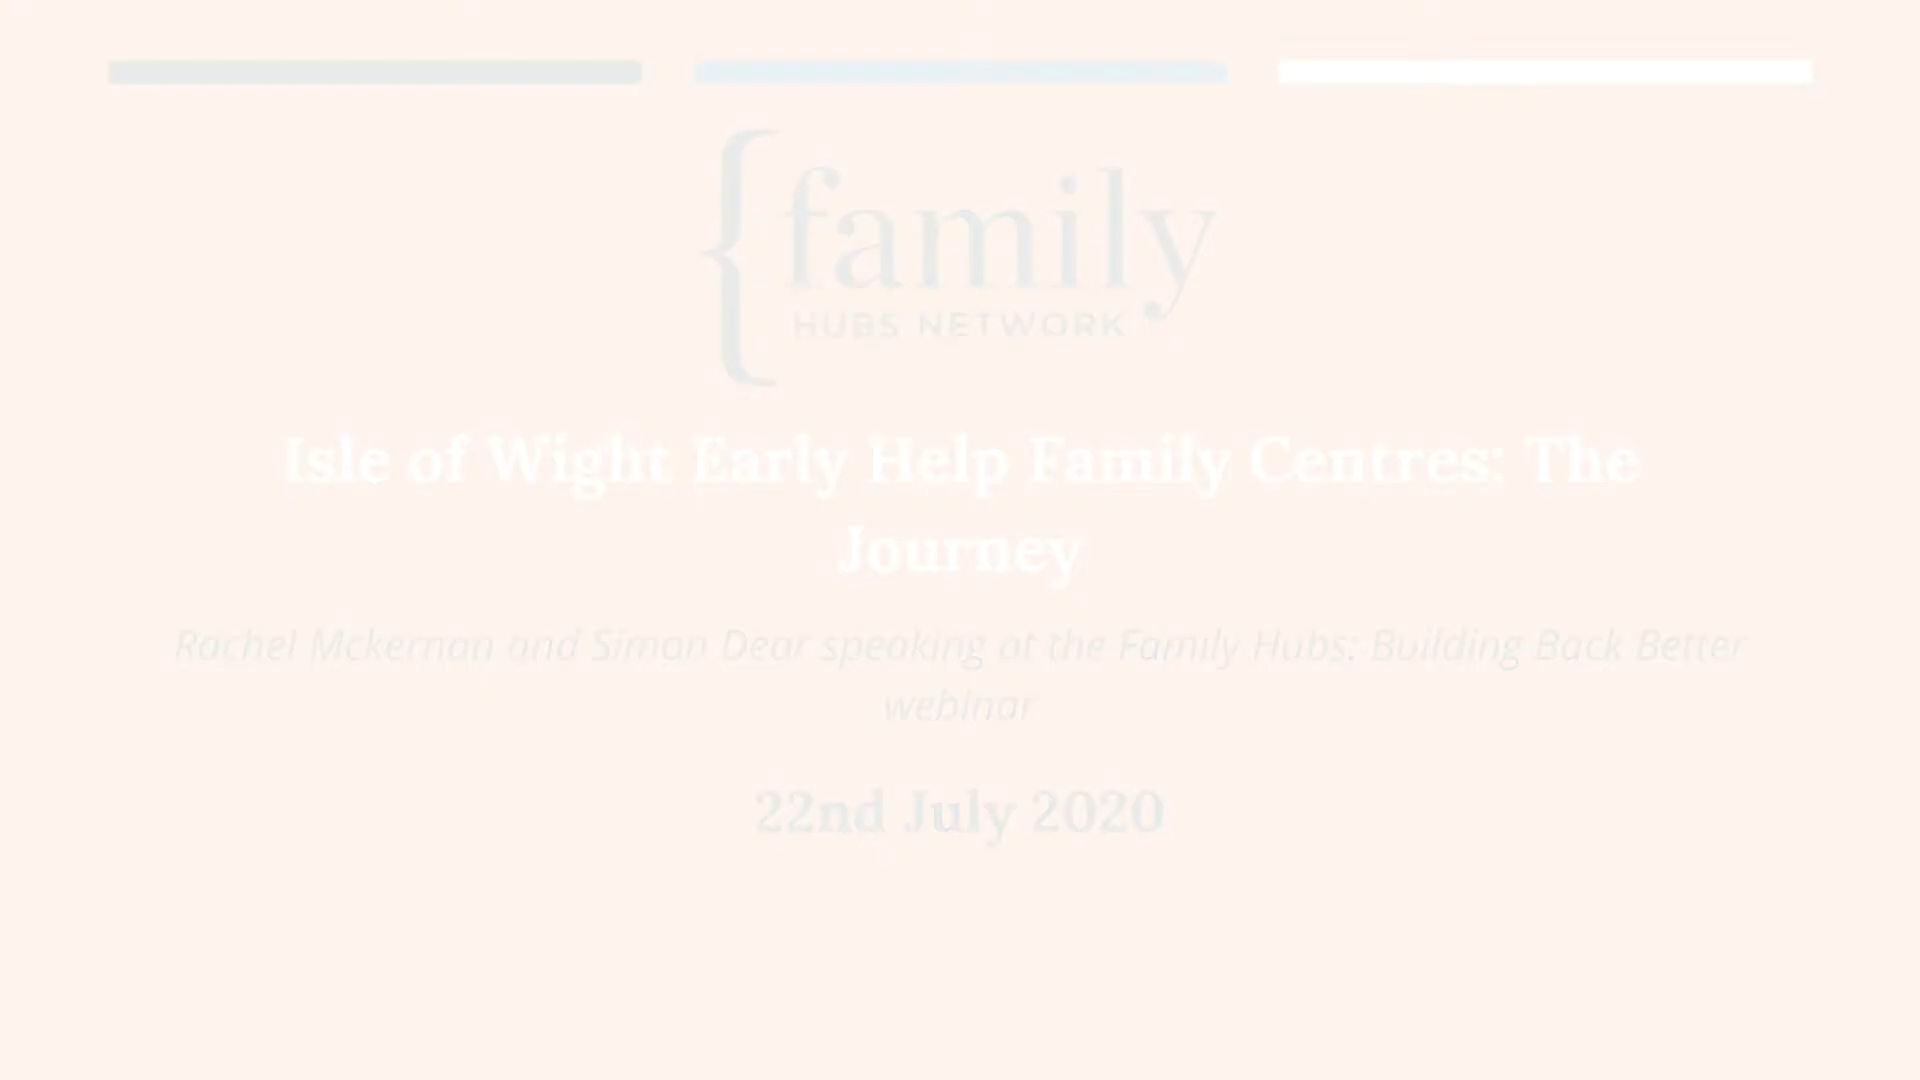 {family
HUBS NETWORK
Isle of Wight Early Help Family Centres: The
Journey
Rachel Mckernan and Simon Dear speaking at the Family Hubs: Building Back Better
webinar
22nd July 2020